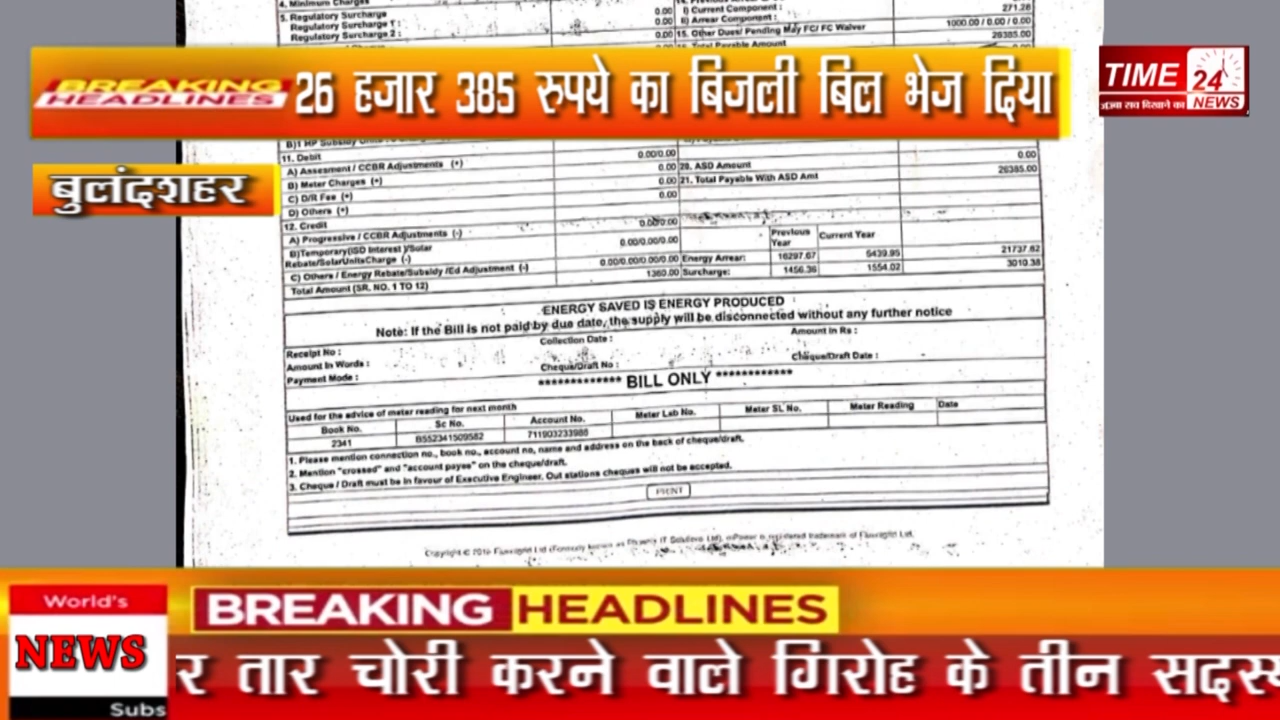 4. Minimum Charges
5. Regulatory Surcharge 0.00
Regulatory Surcharge 1 : 0.00
Regulatory Surcharge 2 : 0.00
I) Current Component : 271.28
II) Arrear Component : 1000.00 / 0.00 / 0.00
15. Other Dues/ Pending May FC/ FC Waiver 26385.00
BREAKING HEADLINES
26 हजार 385 रुपये का बिजली बिल भेज दिया
TIME 24 NEWS
बुलंदशहर
11. Debit 0.00/0.00
A) Assesment / CCBR Adjustments (+) 0.00 20. ASD Amount 0.00
B) Meter Charges (+) 0.00 21. Total Payable With ASD Amt 26385.00
C) D/R Fee (+) 0.00
D) Others (+)
12. Credit 0.00/0.00
A) Progressive / CCBR Adjustments (-) Previous Year Current Year
B)Temporary(ISD Interest )/Solar 0.00/0.00/0.00
Rebate/SolarUnitsCharge (-) 0.00/0.00/0.00/0.00 Energy Arrear: 16297.67 5439.95 21737.62
C) Others / Energy Rebate/Subsidy /Ed Adjustment (-) 1360.00 Surcharge: 1456.36 1554.02 3010.38
Total Amount (SR. NO. 1 TO 12)
ENERGY SAVED IS ENERGY PRODUCED
Note: If the Bill is not paid by due date, the supply will be disconnected without any further notice
Receipt No : Collection Date : Amount In Rs :
Amount In Words :
Payment Mode : Cheque/Draft No : Cheque/Draft Date :
************* BILL ONLY ************
Used for the advice of meter reading for next month
Book No. Sc No. Account No. Meter Lab No. Meter SL No. Meter Reading Date
2341 B552341509582 711903233988
1. Please mention connection no., book no., account no, name and address on the back of cheque/draft.
2. Mention "crossed" and "account payee" on the cheque/draft.
3. Cheque / Draft must be in favour of Executive Engineer. Out stations cheques will not be accepted.
PRINT
World's
NEWS
Subs
BREAKING HEADLINES
र तार चोरी करने वाले गिरोह के तीन सदस्